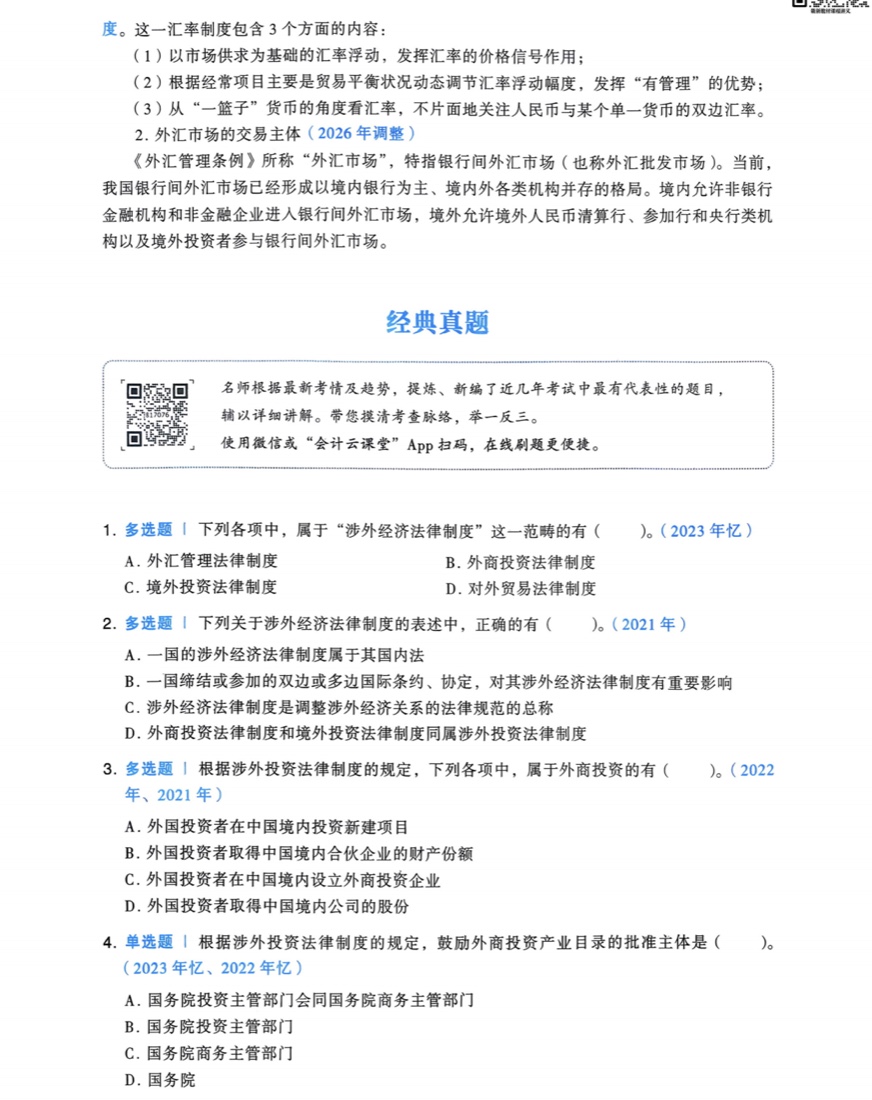 度。这一汇率制度包含 3 个方面的内容：
（1）以市场供求为基础的汇率浮动，发挥汇率的价格信号作用；
（2）根据经常项目主要是贸易平衡状况动态调节汇率浮动幅度，发挥“有管理”的优势；
（3）从“一篮子”货币的角度看汇率，不片面地关注人民币与某个单一货币的双边汇率。
2. 外汇市场的交易主体（2026 年调整）
《外汇管理条例》所称“外汇市场”，特指银行间外汇市场（也称外汇批发市场）。当前，
我国银行间外汇市场已经形成以境内银行为主、境内外各类机构并存的格局。境内允许非银行
金融机构和非金融企业进入银行间外汇市场，境外允许境外人民币清算行、参加行和央行类机
构以及境外投资者参与银行间外汇市场。
经典真题
名师根据最新考情及趋势，提炼、新编了近几年考试中最有代表性的题目，
辅以详细讲解。带您摸清考查脉络，举一反三。
使用微信或“会计云课堂”App 扫码，在线刷题更便捷。
1. 多选题 | 下列各项中，属于“涉外经济法律制度”这一范畴的有（　　）。（2023 年忆）
A. 外汇管理法律制度　　B. 外商投资法律制度
C. 境外投资法律制度　　D. 对外贸易法律制度
2. 多选题 | 下列关于涉外经济法律制度的表述中，正确的有（　　）。（2021 年）
A. 一国的涉外经济法律制度属于其国内法
B. 一国缔结或参加的双边或多边国际条约、协定，对其涉外经济法律制度有重要影响
C. 涉外经济法律制度是调整涉外经济关系的法律规范的总称
D. 外商投资法律制度和境外投资法律制度同属涉外投资法律制度
3. 多选题 | 根据涉外投资法律制度的规定，下列各项中，属于外商投资的有（　　）。（2022
年、2021 年）
A. 外国投资者在中国境内投资新建项目
B. 外国投资者取得中国境内合伙企业的财产份额
C. 外国投资者在中国境内设立外商投资企业
D. 外国投资者取得中国境内公司的股份
4. 单选题 | 根据涉外投资法律制度的规定，鼓励外商投资产业目录的批准主体是（　　）。
（2023 年忆、2022 年忆）
A. 国务院投资主管部门会同国务院商务主管部门
B. 国务院投资主管部门
C. 国务院商务主管部门
D. 国务院